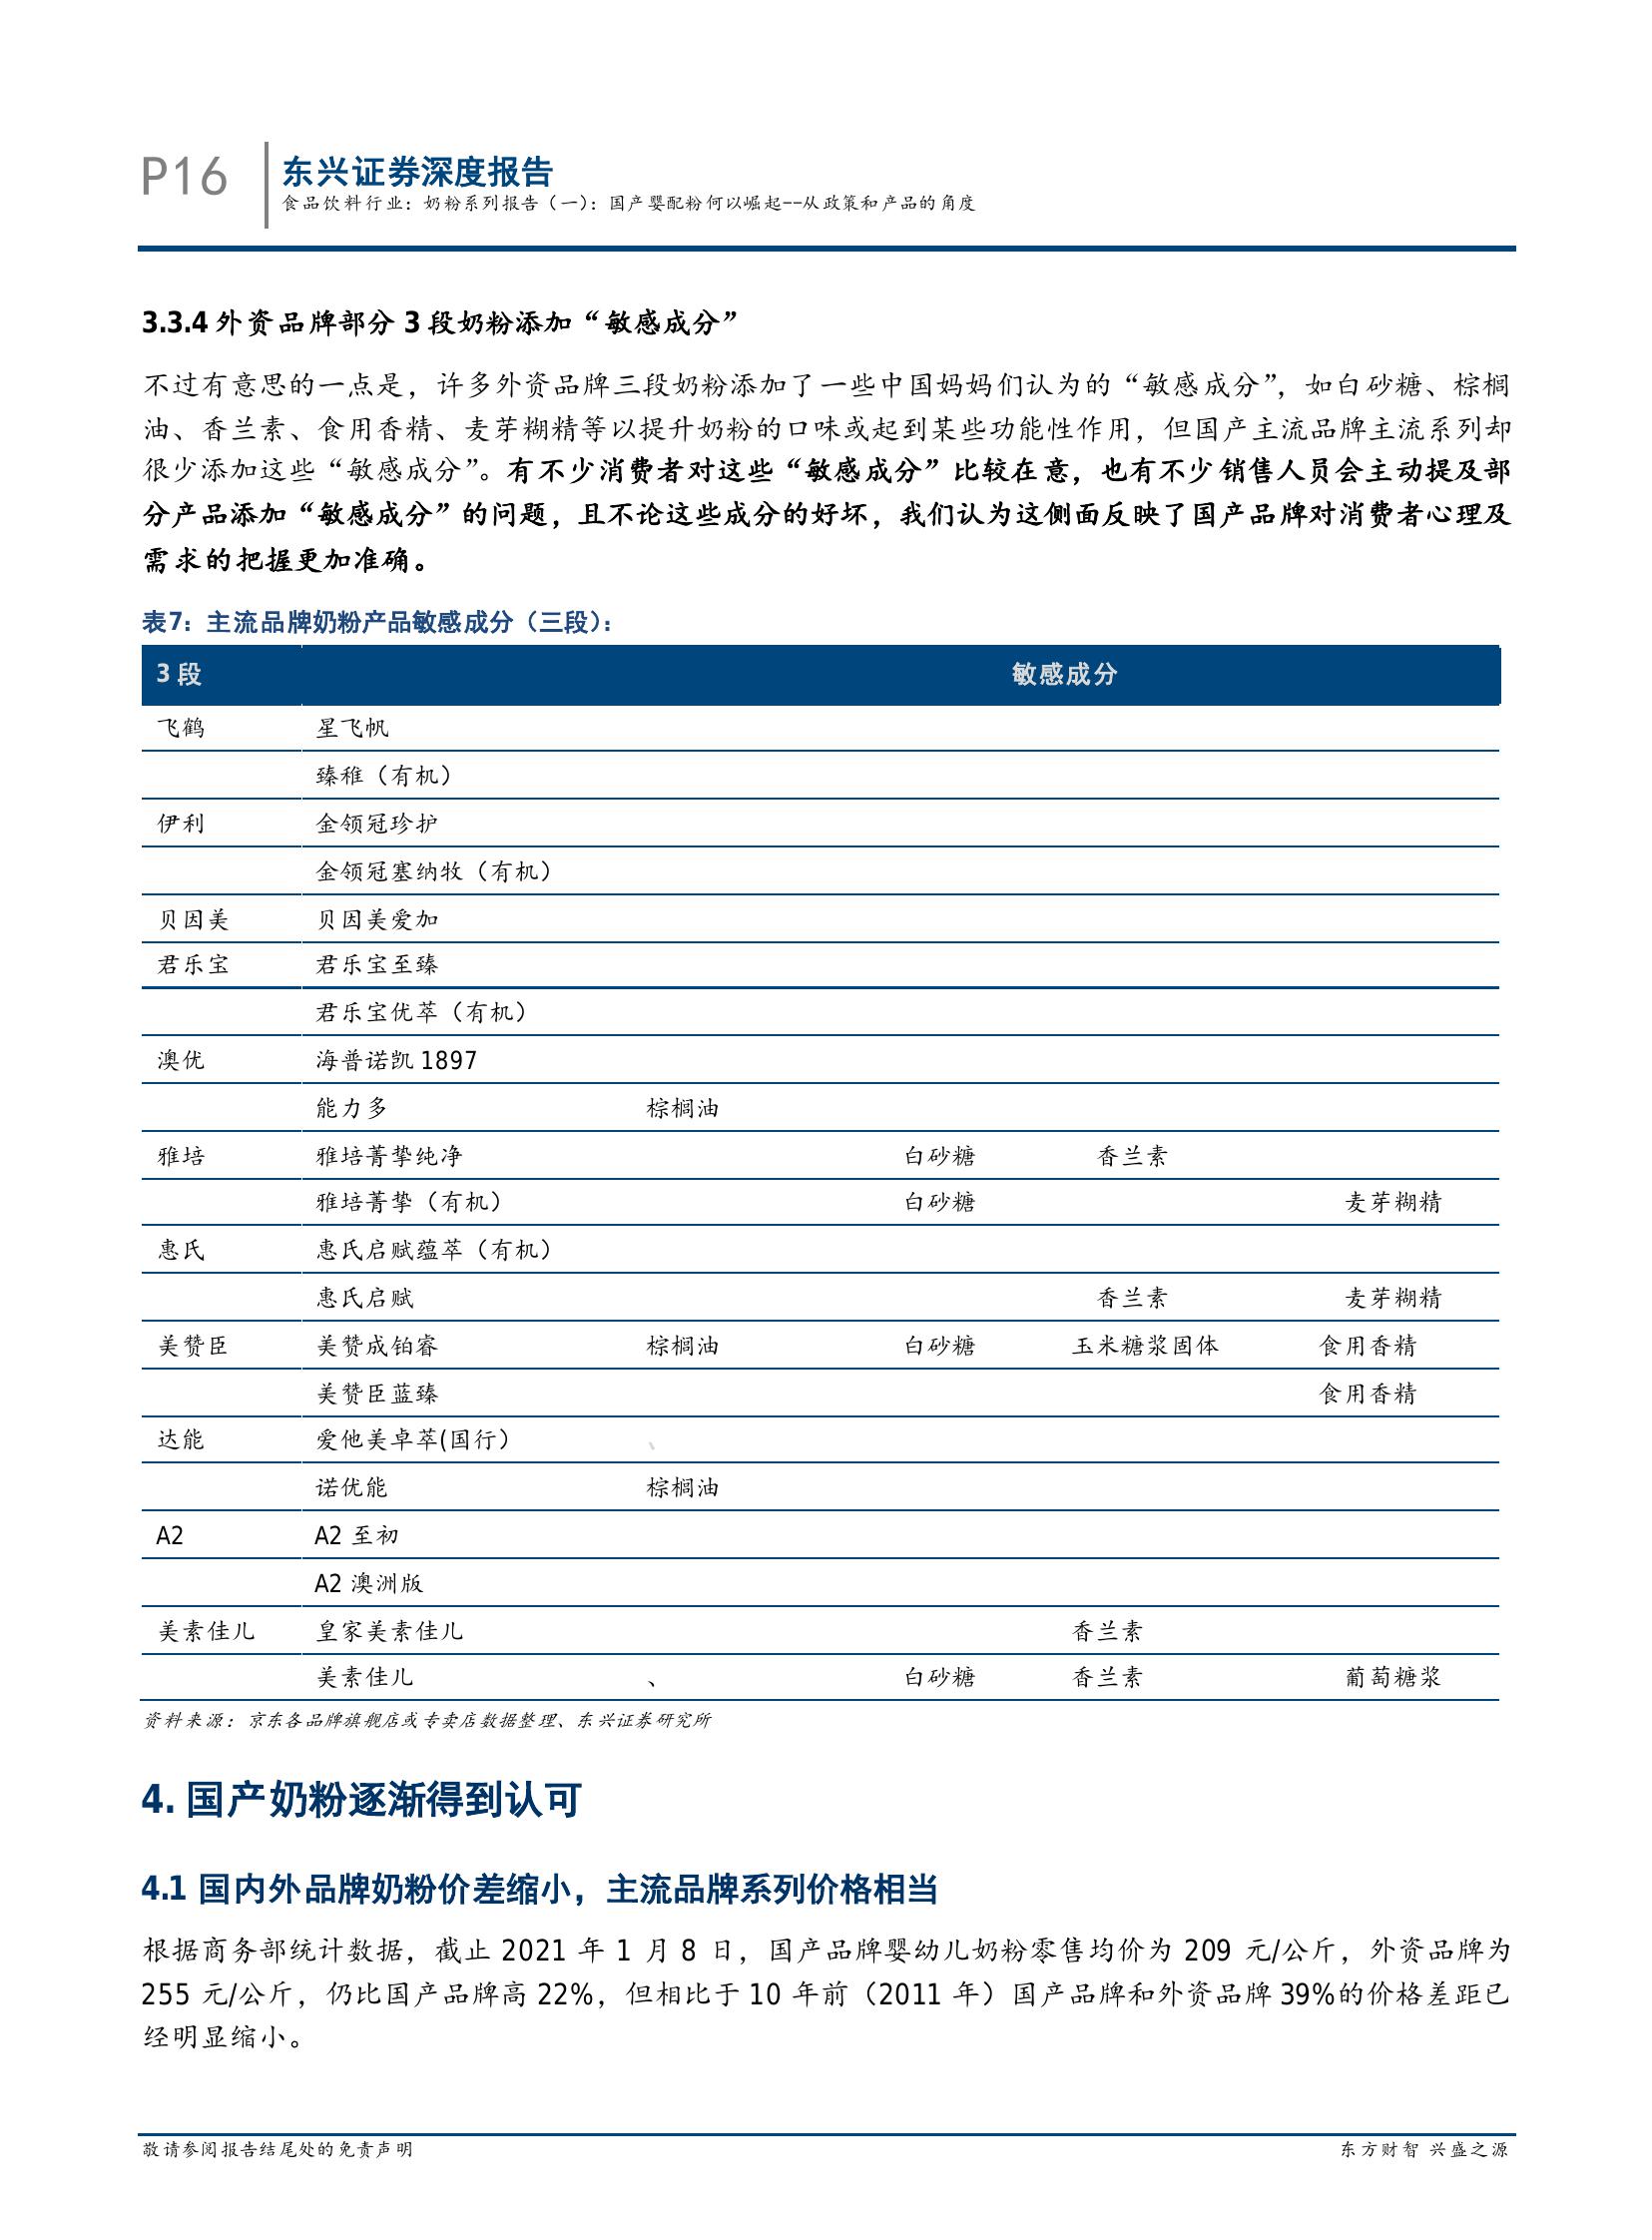 P16
东兴证券深度报告
食品饮料行业：奶粉系列报告（一）：国产婴配粉何以崛起--从政策和产品的角度
3.3.4 外资品牌部分 3 段奶粉添加“敏感成分”
不过有意思的一点是，许多外资品牌三段奶粉添加了一些中国妈妈们认为的“敏感成分”，如白砂糖、棕榈
油、香兰素、食用香精、麦芽糊精等以提升奶粉的口味或起到某些功能性作用，但国产主流品牌主流系列却
很少添加这些“敏感成分”。有不少消费者对这些“敏感成分”比较在意，也有不少销售人员会主动提及部
分产品添加“敏感成分”的问题，且不论这些成分的好坏，我们认为这侧面反映了国产品牌对消费者心理及
需求的把握更加准确。
表7：主流品牌奶粉产品敏感成分（三段）：
3 段 敏感成分
飞鹤 星飞帆
臻稚（有机）
伊利 金领冠珍护
金领冠塞纳牧（有机）
贝因美 贝因美爱加
君乐宝 君乐宝至臻
君乐宝优萃（有机）
澳优 海普诺凯 1897
能力多 棕榈油
雅培 雅培菁挚纯净 白砂糖 香兰素
雅培菁挚（有机） 白砂糖 麦芽糊精
惠氏 惠氏启赋蕴萃（有机）
惠氏启赋 香兰素 麦芽糊精
美赞臣 美赞成铂睿 棕榈油 白砂糖 玉米糖浆固体 食用香精
美赞臣蓝臻 食用香精
达能 爱他美卓萃(国行） 、
诺优能 棕榈油
A2 A2 至初
A2 澳洲版
美素佳儿 皇家美素佳儿 香兰素
美素佳儿 、 白砂糖 香兰素 葡萄糖浆
资料来源：京东各品牌旗舰店或专卖店数据整理、东兴证券研究所
4. 国产奶粉逐渐得到认可
4.1 国内外品牌奶粉价差缩小，主流品牌系列价格相当
根据商务部统计数据，截止 2021 年 1 月 8 日，国产品牌婴幼儿奶粉零售均价为 209 元/公斤，外资品牌为
255 元/公斤，仍比国产品牌高 22%，但相比于 10 年前（2011 年）国产品牌和外资品牌 39%的价格差距已
经明显缩小。
敬请参阅报告结尾处的免责声明 东方财智 兴盛之源